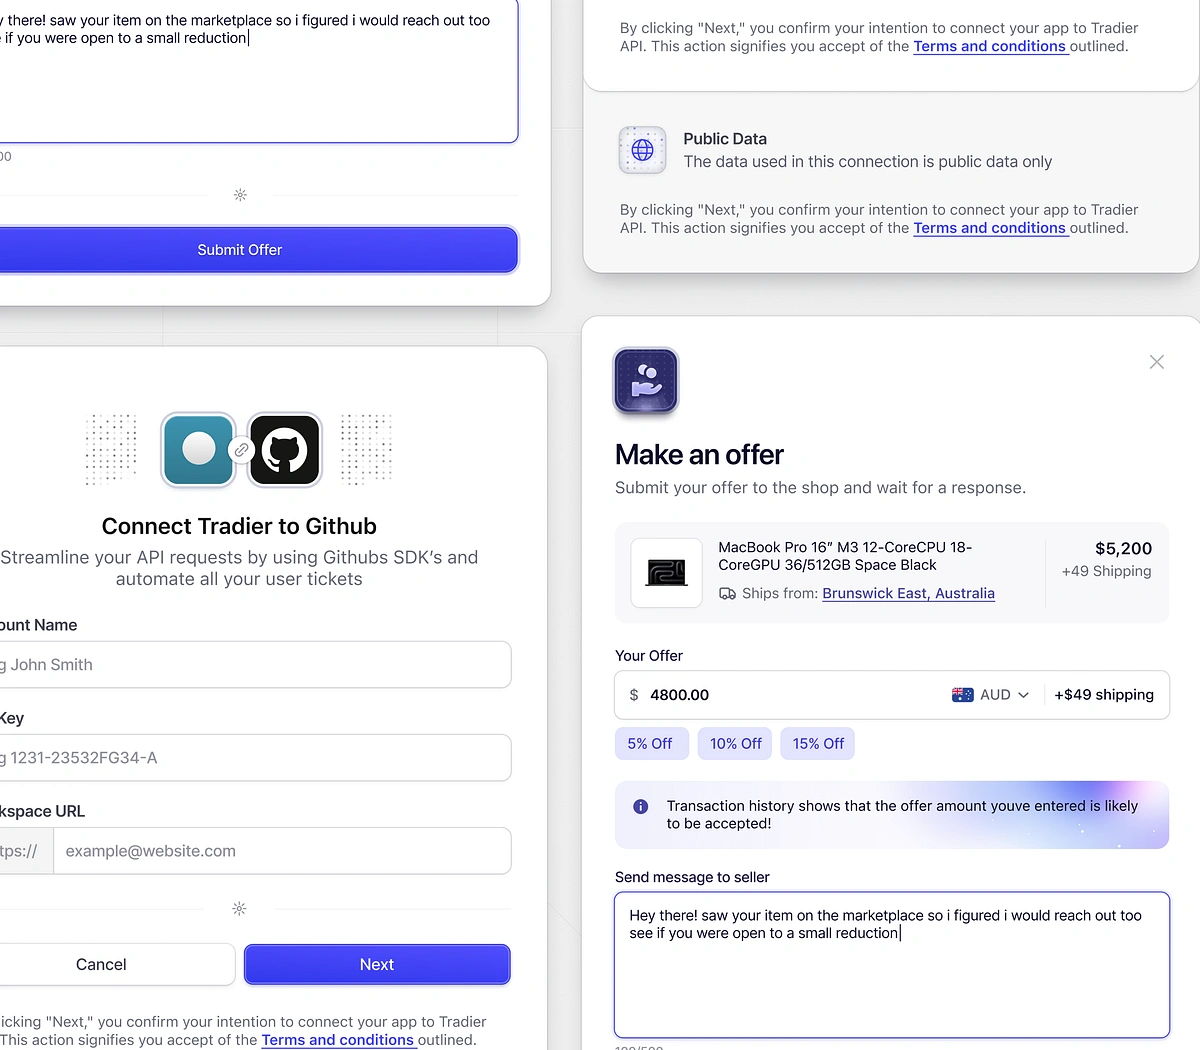 there! saw your item on the marketplace so i figured i would reach out too
if you were open to a small reduction
Submit Offer
By clicking "Next," you confirm your intention to connect your app to Tradier
API. This action signifies you accept of the Terms and conditions outlined.
Public Data
The data used in this connection is public data only
By clicking "Next," you confirm your intention to connect your app to Tradier
API. This action signifies you accept of the Terms and conditions outlined.
Connect Tradier to Github
Streamline your API requests by using Githubs SDK’s and
automate all your user tickets
ount Name
g John Smith
Key
g 1231-23532FG34-A
kspace URL
tps://
example@website.com
Cancel
Next
icking "Next," you confirm your intention to connect your app to Tradier
This action signifies you accept of the Terms and conditions outlined.
Make an offer
Submit your offer to the shop and wait for a response.
MacBook Pro 16” M3 12-CoreCPU 18-
CoreGPU 36/512GB Space Black
$5,200
+49 Shipping
Ships from: Brunswick East, Australia
Your Offer
$ 4800.00
AUD
+$49 shipping
5% Off
10% Off
15% Off
Transaction history shows that the offer amount youve entered is likely
to be accepted!
Send message to seller
Hey there! saw your item on the marketplace so i figured i would reach out too
see if you were open to a small reduction